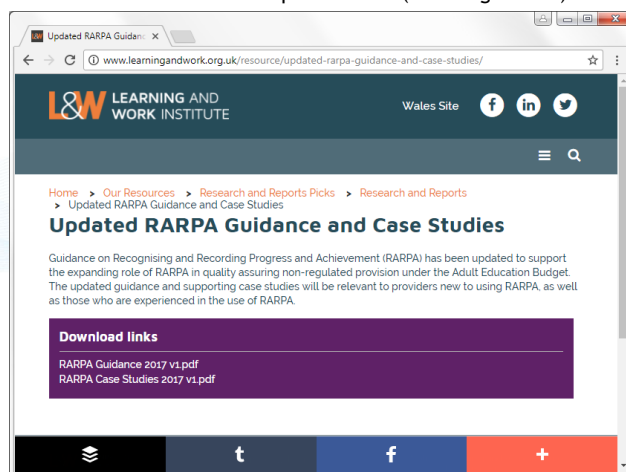 Updated RARPA Guidanc
www.learningandwork.org.uk/resource/updated-rarpa-guidance-and-case-studies/
L&W LEARNING AND
WORK INSTITUTE
Wales Site
Home > Our Resources > Research and Reports Picks > Research and Reports
> Updated RARPA Guidance and Case Studies
Updated RARPA Guidance and Case Studies
Guidance on Recognising and Recording Progress and Achievement (RARPA) has been updated to support
the expanding role of RARPA in quality assuring non-regulated provision under the Adult Education Budget.
The updated guidance and supporting case studies will be relevant to providers new to using RARPA, as well
as those who are experienced in the use of RARPA.
Download links
RARPA Guidance 2017 v1.pdf
RARPA Case Studies 2017 v1.pdf